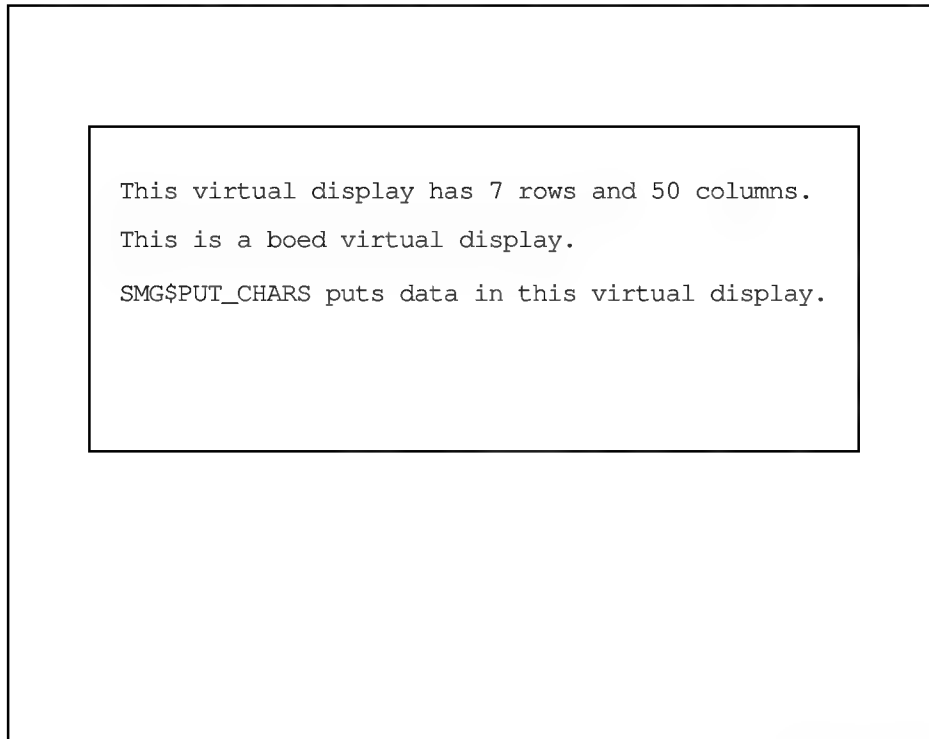 This virtual display has 7 rows and 50 columns.
This is a boed virtual display.
SMG$PUT_CHARS puts data in this virtual display.